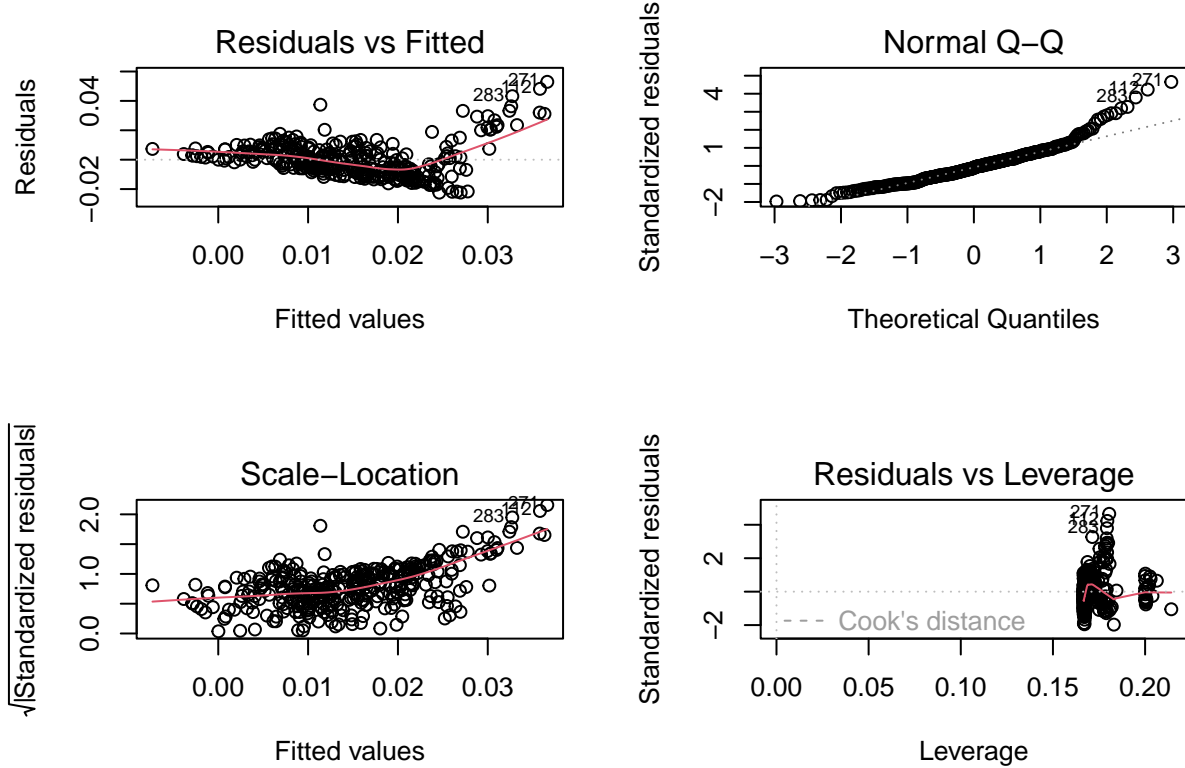 Residuals vs Fitted
Residuals
0.04
−0.02
0.00 0.01 0.02 0.03
Fitted values
271
112
283
Normal Q−Q
Standardized residuals
4
1
−2
−3 −2 −1 0 1 2 3
Theoretical Quantiles
271
112
283
Scale−Location
√|Standardized residuals|
2.0
1.0
0.0
0.00 0.01 0.02 0.03
Fitted values
271
112
283
Residuals vs Leverage
Standardized residuals
2
−2
0.00 0.05 0.10 0.15 0.20
Leverage
Cook's distance
271
112
283